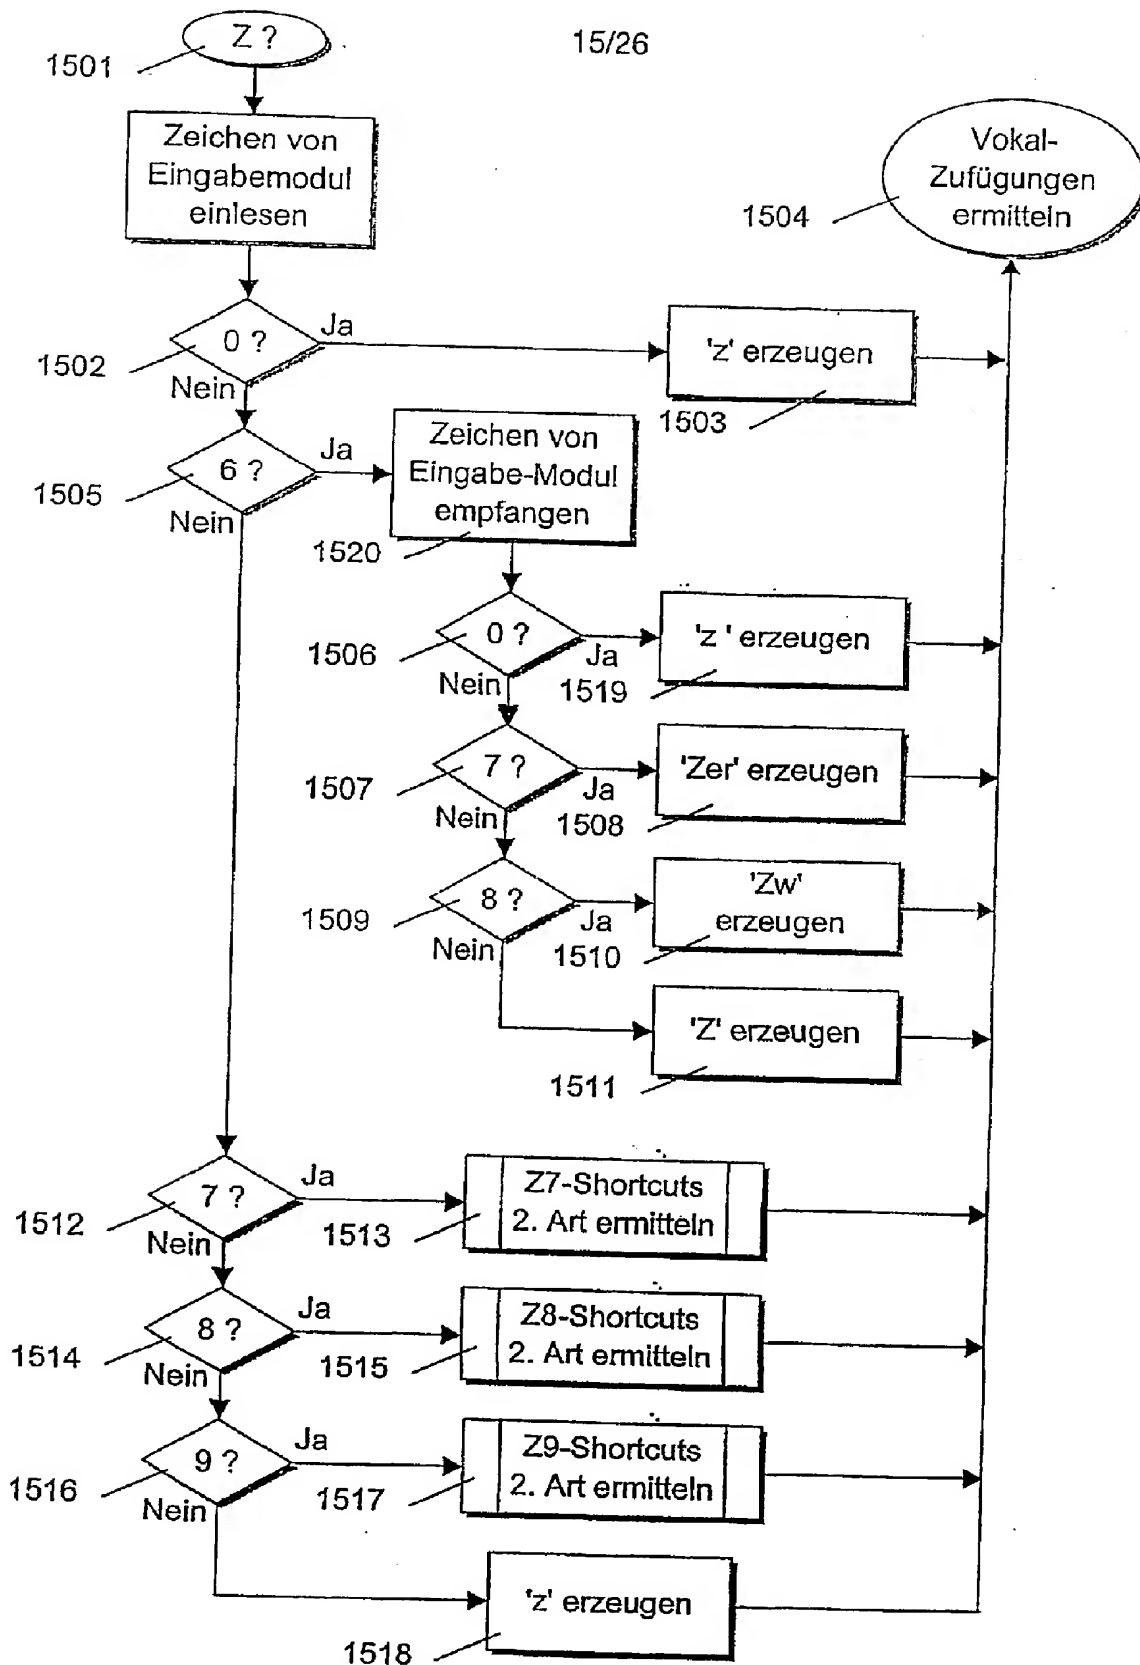 15/26
Z ?
1501
Zeichen von
Eingabemodul
einlesen
Vokal-
Zufügungen
ermitteln
1504
0 ?
Ja
1502
Nein
'z' erzeugen
1503
6 ?
Ja
1505
Nein
Zeichen von
Eingabe-Modul
empfangen
1520
0 ?
Ja
1506
Nein
'z ' erzeugen
1519
7 ?
Ja
1507
Nein
'Zer' erzeugen
1508
8 ?
Ja
1509
Nein
'Zw'
erzeugen
1510
'Z' erzeugen
1511
7 ?
Ja
1512
Nein
Z7-Shortcuts
2. Art ermitteln
1513
8 ?
Ja
1514
Nein
Z8-Shortcuts
2. Art ermitteln
1515
9 ?
Ja
1516
Nein
Z9-Shortcuts
2. Art ermitteln
1517
'z' erzeugen
1518